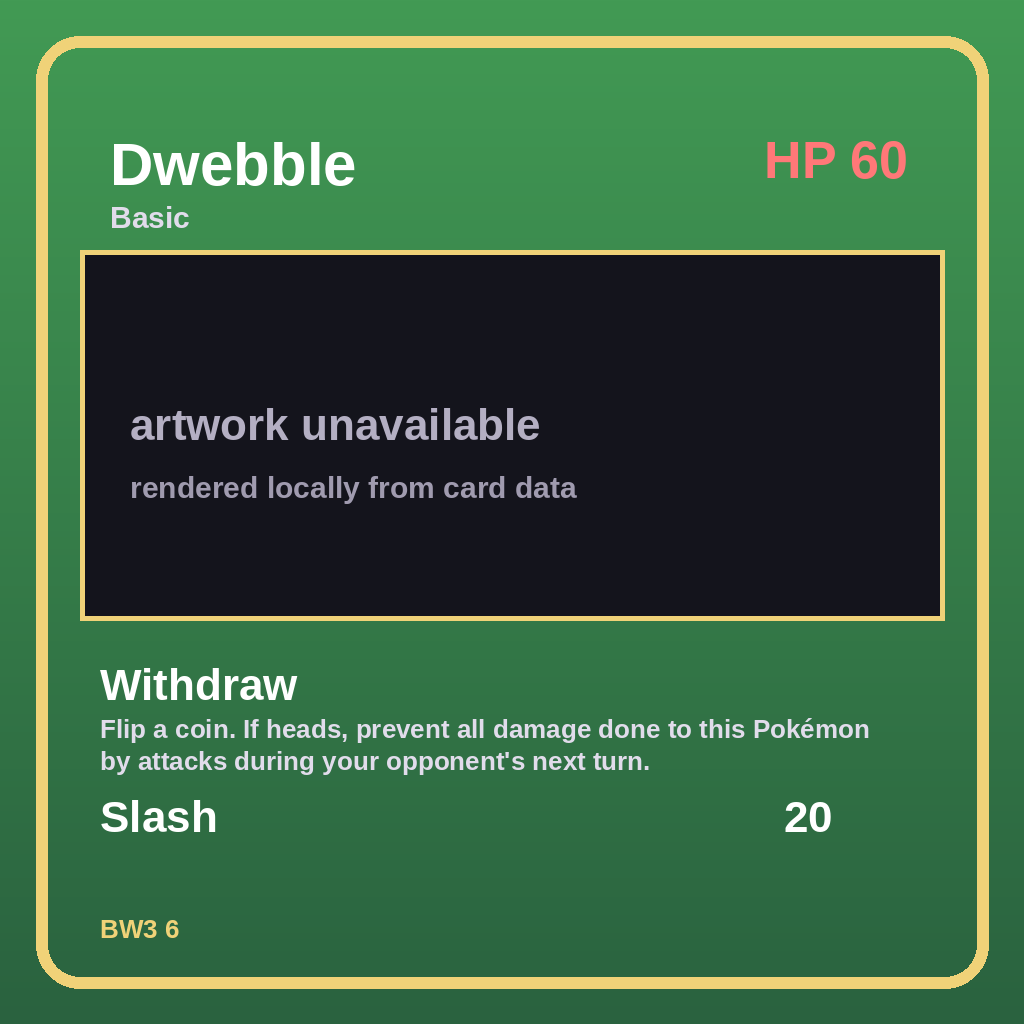 Dwebble
HP 60
Basic
artwork unavailable
rendered locally from card data
Withdraw
Flip a coin. If heads, prevent all damage done to this Pokémon
by attacks during your opponent's next turn.
Slash
20
BW3 6